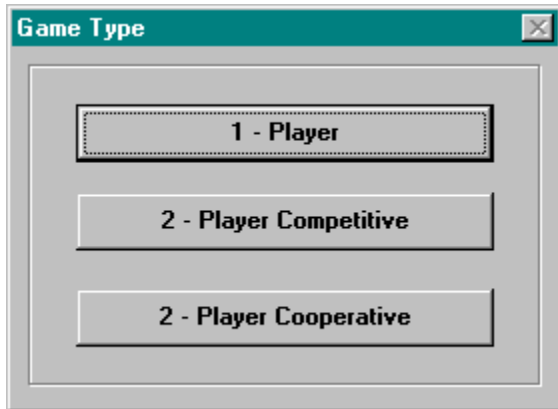 Game Type
1 - Player
2 - Player Competitive
2 - Player Cooperative